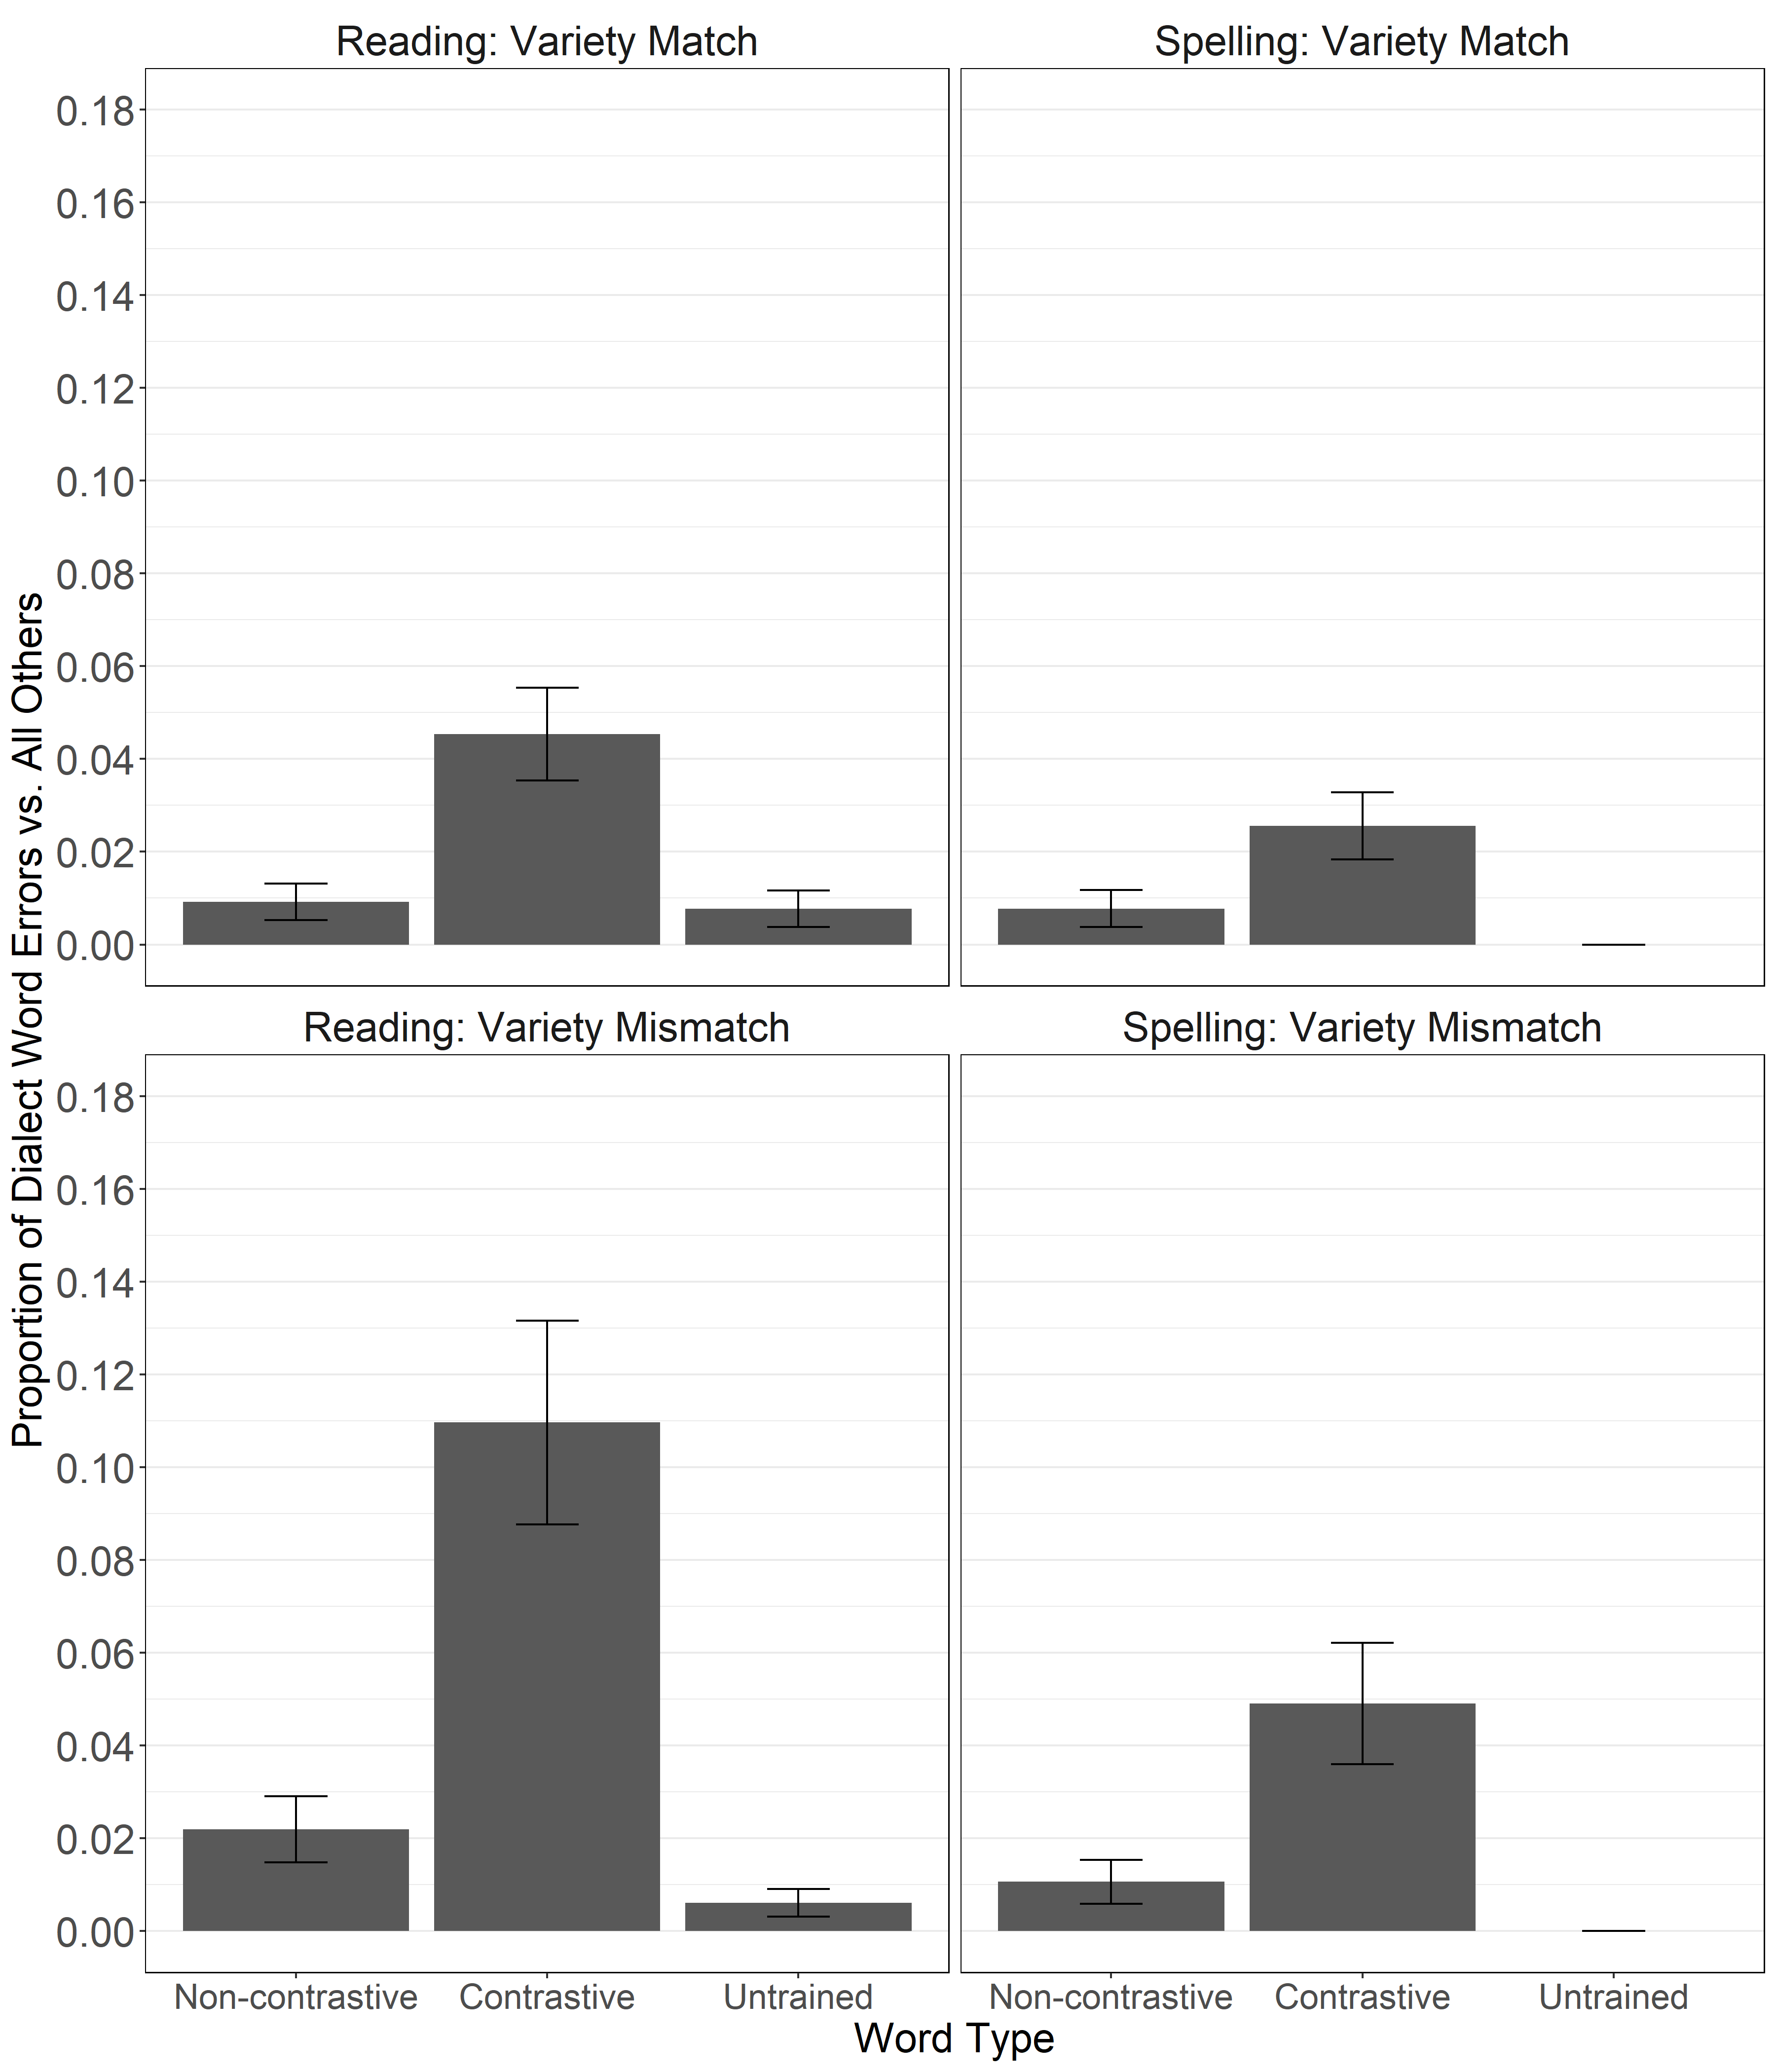 Reading: Variety Match
Spelling: Variety Match
0.18
0.16
0.14
0.12
0.10
0.08
0.06
0.04
0.02
0.00
Proportion of Dialect Word Errors vs. All Others
Reading: Variety Mismatch
Spelling: Variety Mismatch
0.18
0.16
0.14
0.12
0.10
0.08
0.06
0.04
0.02
0.00
Non-contrastive Contrastive Untrained
Non-contrastive Contrastive Untrained
Word Type